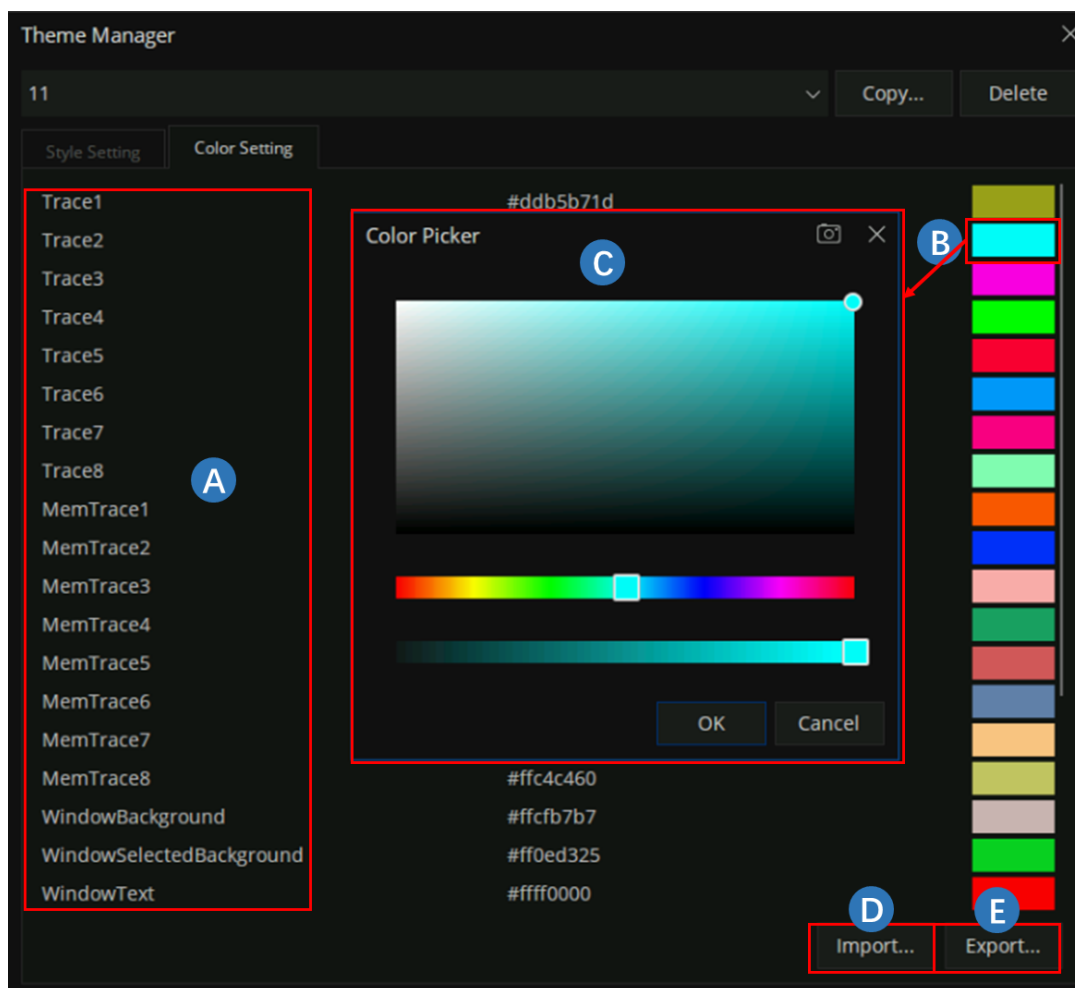 Theme Manager
11
Copy...
Delete
Style Setting
Color Setting
Trace1 #ddb5b71d
Trace2
Trace3
Trace4
Trace5
Trace6
Trace7
Trace8
MemTrace1
MemTrace2
MemTrace3
MemTrace4
MemTrace5
MemTrace6
MemTrace7
MemTrace8 #ffc4c460
WindowBackground #ffcfb7b7
WindowSelectedBackground #ff0ed325
WindowText #ffff0000
A
B
Color Picker
C
OK
Cancel
D
E
Import...
Export...